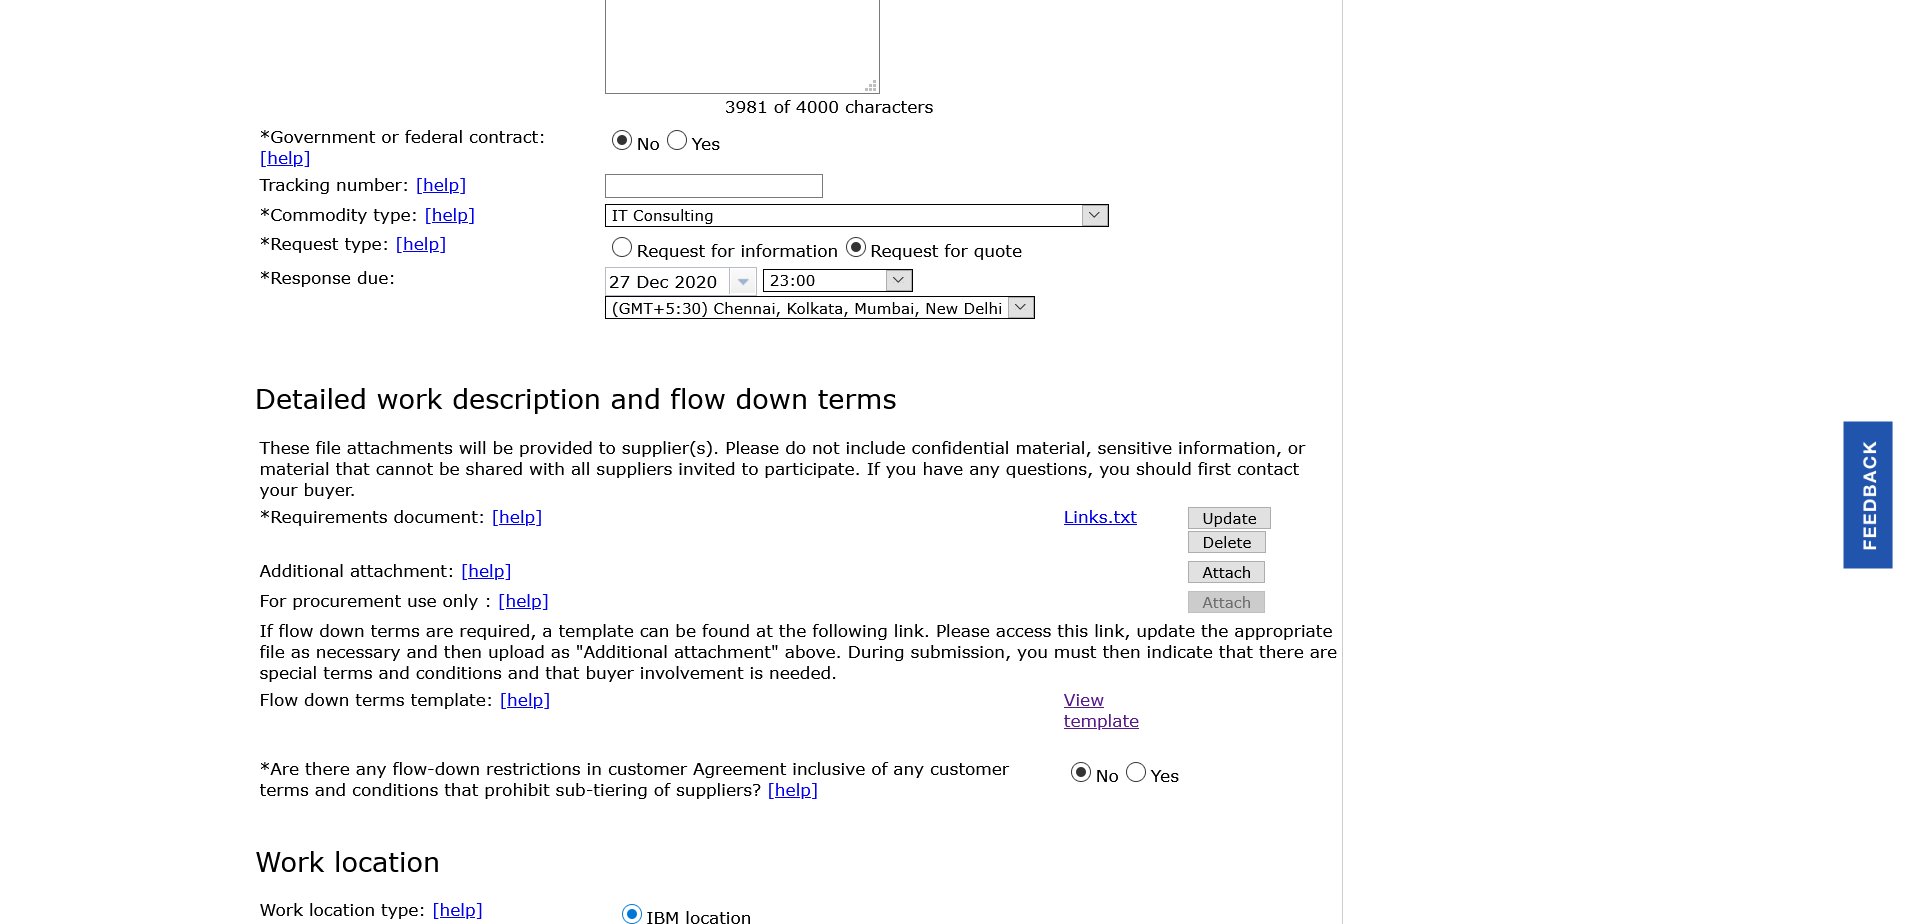 3981 of 4000 characters
*Government or federal contract:
[help]
No Yes
Tracking number: [help]
*Commodity type: [help] IT Consulting
*Request type: [help] Request for information Request for quote
*Response due: 27 Dec 2020 23:00
(GMT+5:30) Chennai, Kolkata, Mumbai, New Delhi
Detailed work description and flow down terms
These file attachments will be provided to supplier(s). Please do not include confidential material, sensitive information, or
material that cannot be shared with all suppliers invited to participate. If you have any questions, you should first contact
your buyer.
*Requirements document: [help] Links.txt Update
Delete
Additional attachment: [help] Attach
For procurement use only : [help] Attach
If flow down terms are required, a template can be found at the following link. Please access this link, update the appropriate
file as necessary and then upload as "Additional attachment" above. During submission, you must then indicate that there are
special terms and conditions and that buyer involvement is needed.
Flow down terms template: [help] View
template
*Are there any flow-down restrictions in customer Agreement inclusive of any customer
terms and conditions that prohibit sub-tiering of suppliers? [help]
No Yes
Work location
Work location type: [help] IBM location
FEEDBACK